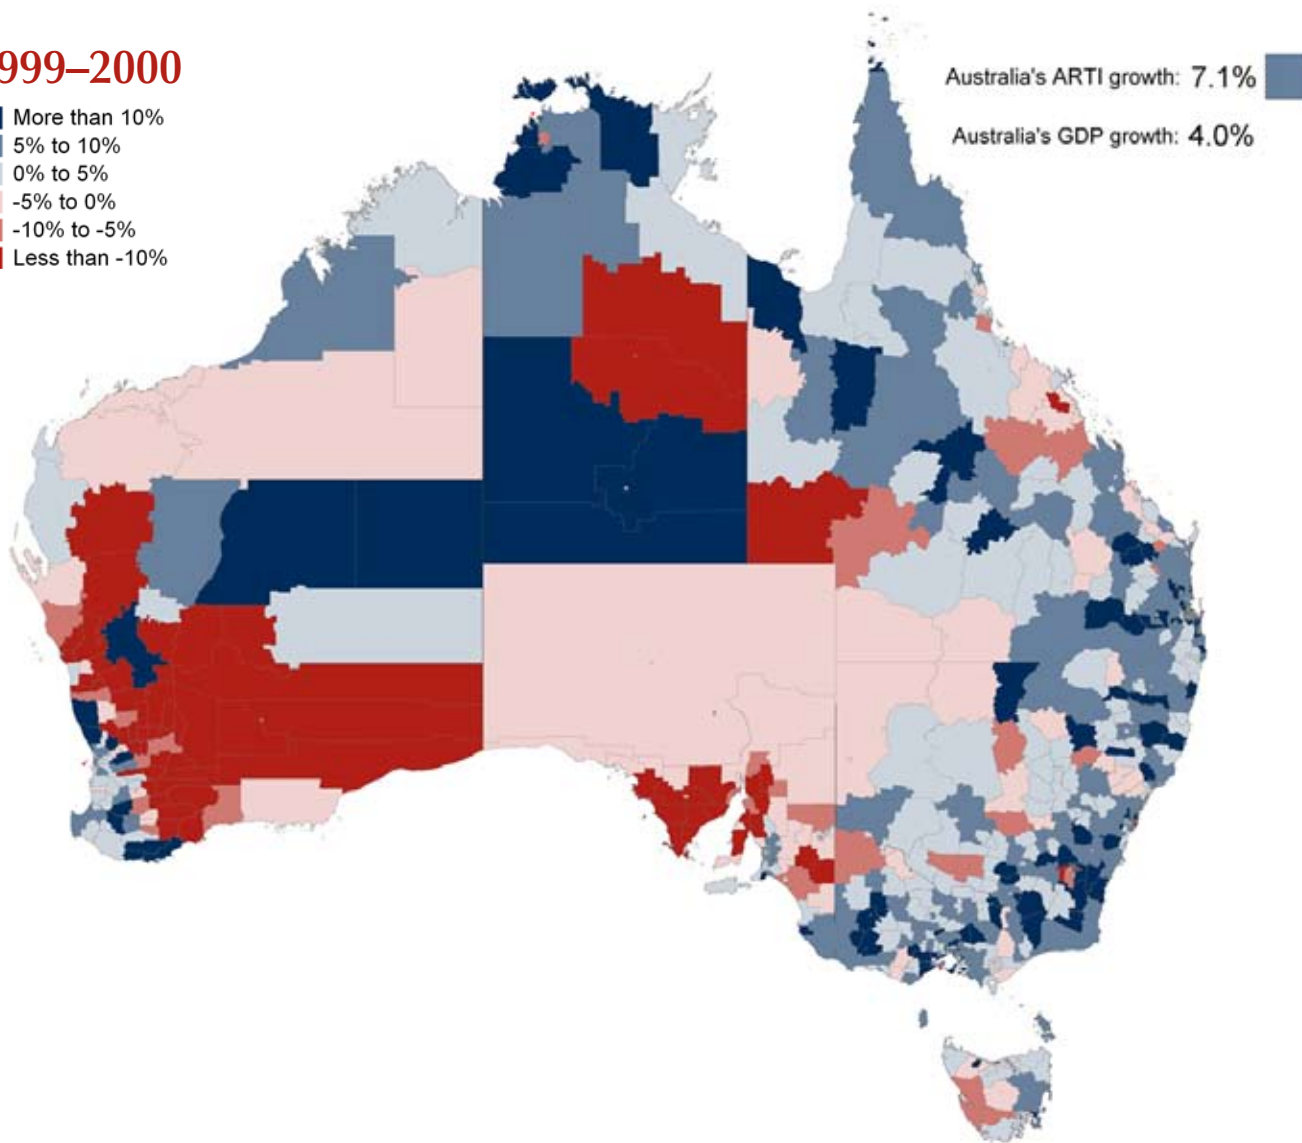 999–2000
More than 10%
5% to 10%
0% to 5%
-5% to 0%
-10% to -5%
Less than -10%
Australia's ARTI growth: 7.1%
Australia's GDP growth: 4.0%